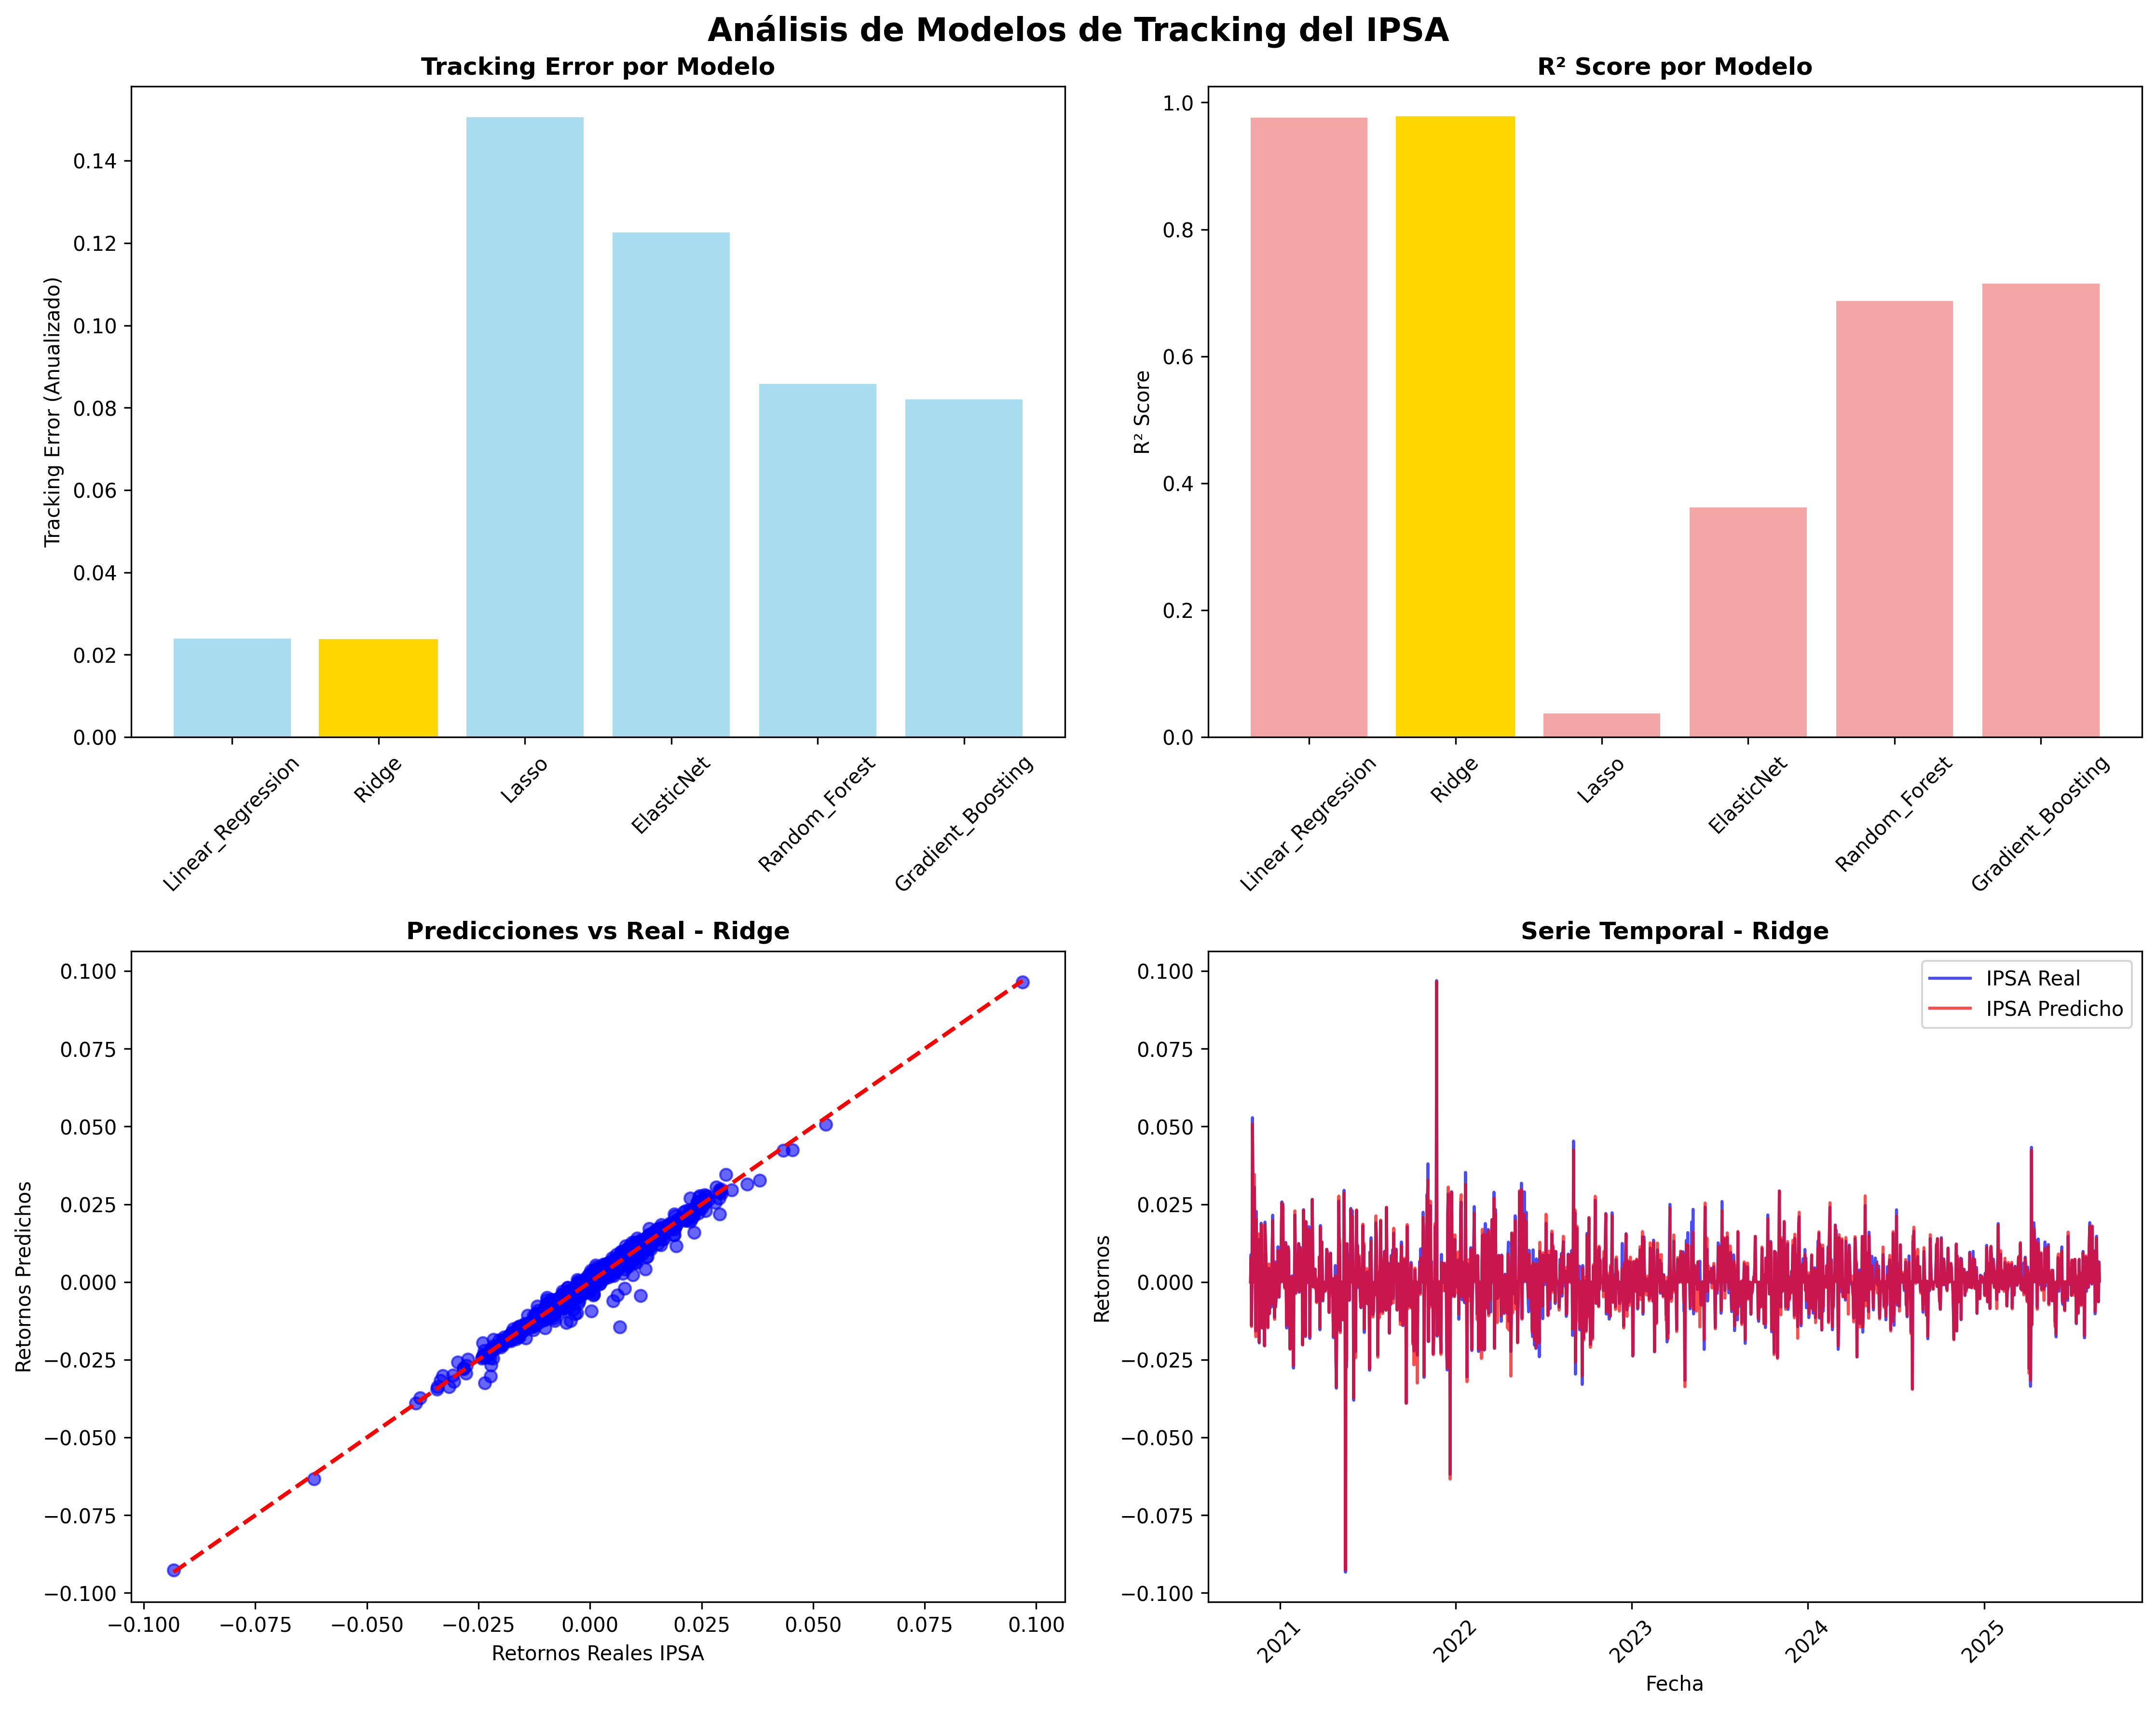 Análisis de Modelos de Tracking del IPSA
Tracking Error por Modelo
Tracking Error (Anualizado)
0.14
0.12
0.10
0.08
0.06
0.04
0.02
0.00
Linear_Regression
Ridge
Lasso
ElasticNet
Random_Forest
Gradient_Boosting
R² Score por Modelo
R² Score
1.0
0.8
0.6
0.4
0.2
0.0
Linear_Regression
Ridge
Lasso
ElasticNet
Random_Forest
Gradient_Boosting
Predicciones vs Real - Ridge
Retornos Predichos
0.100
0.075
0.050
0.025
0.000
−0.025
−0.050
−0.075
−0.100
−0.100
−0.075
−0.050
−0.025
0.000
0.025
0.050
0.075
0.100
Retornos Reales IPSA
Serie Temporal - Ridge
IPSA Real
IPSA Predicho
Retornos
0.100
0.075
0.050
0.025
0.000
−0.025
−0.050
−0.075
−0.100
2021
2022
2023
2024
2025
Fecha